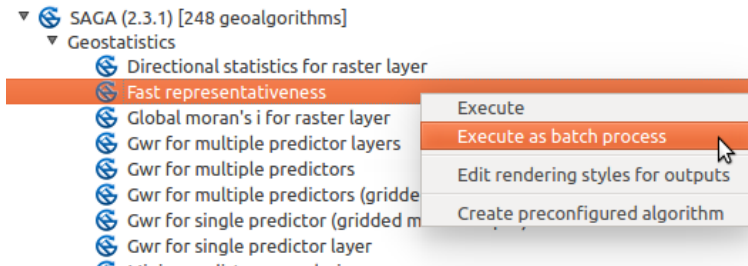 SAGA (2.3.1) [248 geoalgorithms]
Geostatistics
Directional statistics for raster layer
Fast representativeness
Global moran's i for raster layer
Gwr for multiple predictor layers
Gwr for multiple predictors
Gwr for multiple predictors (gridde
Gwr for single predictor (gridded m
Gwr for single predictor layer
Execute
Execute as batch process
Edit rendering styles for outputs
Create preconfigured algorithm